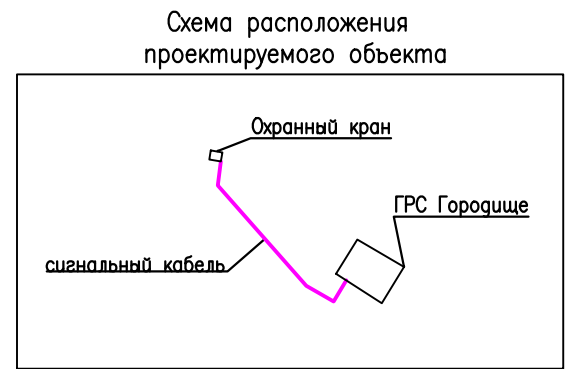 Схема расположения
проектируемого объекта
Охранный кран
ГРС Городище
сигнальный кабель